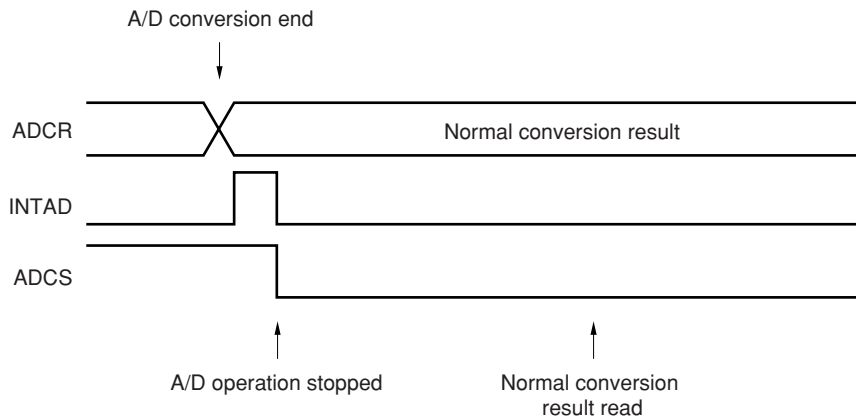 A/D conversion end
ADCR
Normal conversion result
INTAD
ADCS
A/D operation stopped
Normal conversion
result read